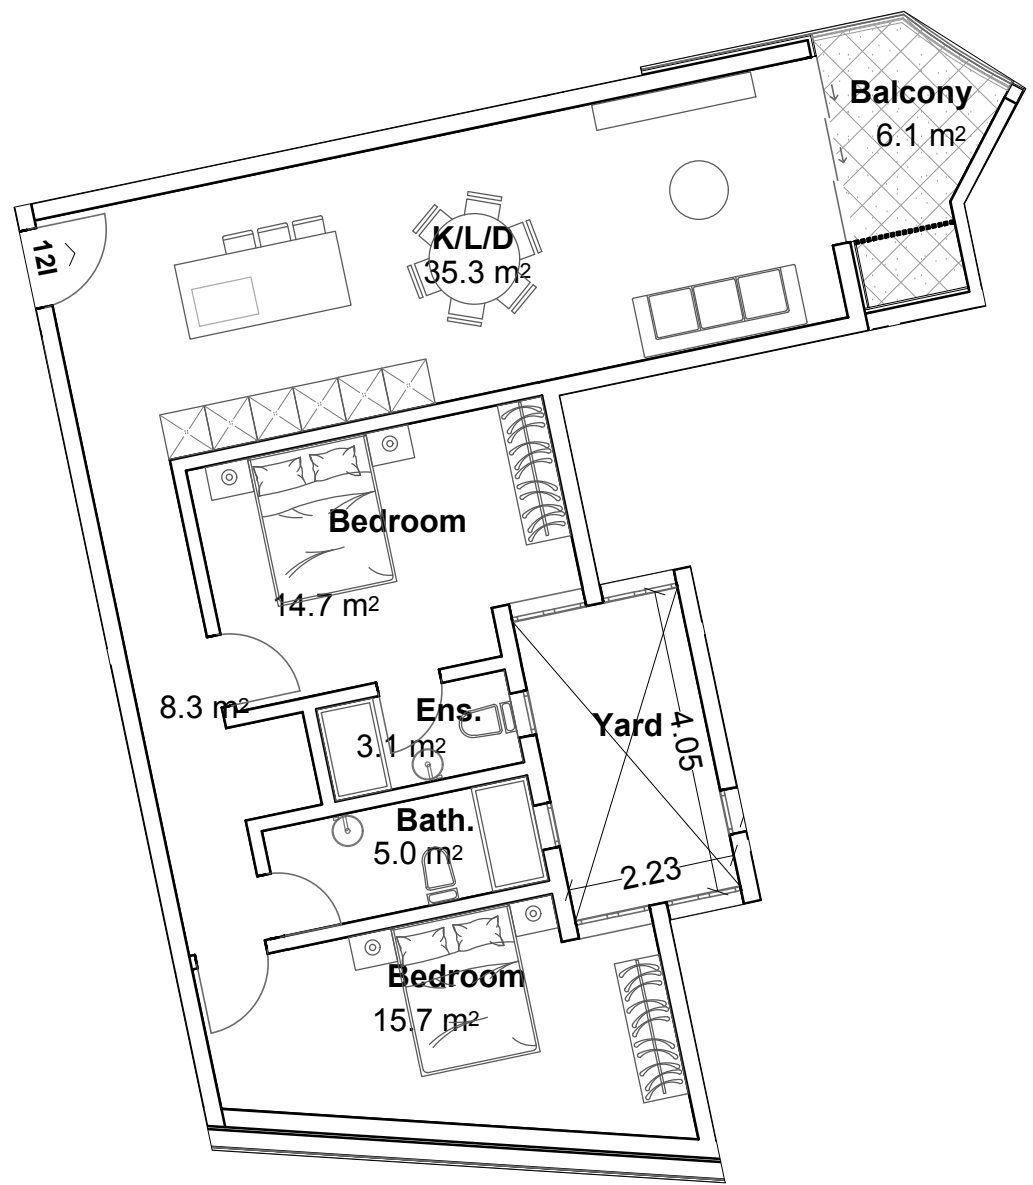 Balcony
6.1 m²
12I
K/L/D
35.3 m²
Bedroom
14.7 m²
8.3 m²
Ens.
3.1 m²
Yard
4.05
2.23
Bath.
5.0 m²
Bedroom
15.7 m²